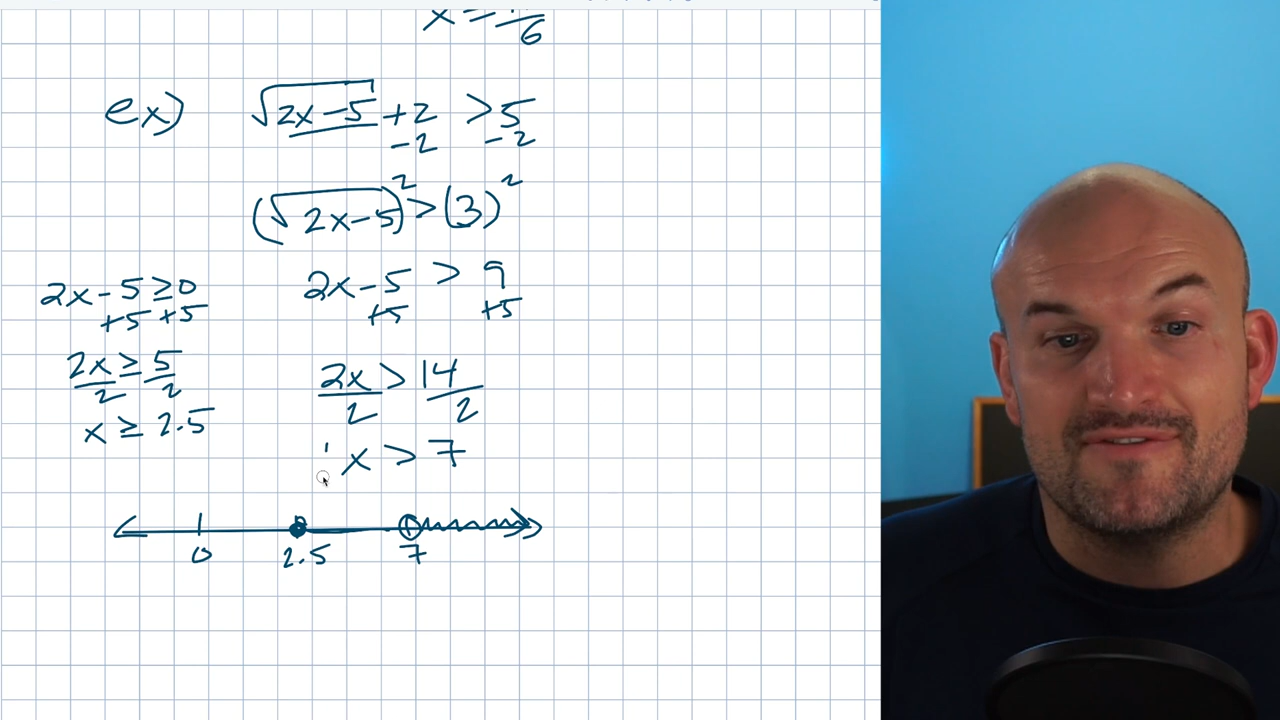 ex) √2x-5 +2 > 5
-2 -2
(√2x-5)² > (3)²
2x-5 ≥ 0
+5 +5
2x ≥ 5
2 2
x ≥ 2.5
2x-5 > 9
+5 +5
2x > 14
2 2
x > 7
0 2.5 7